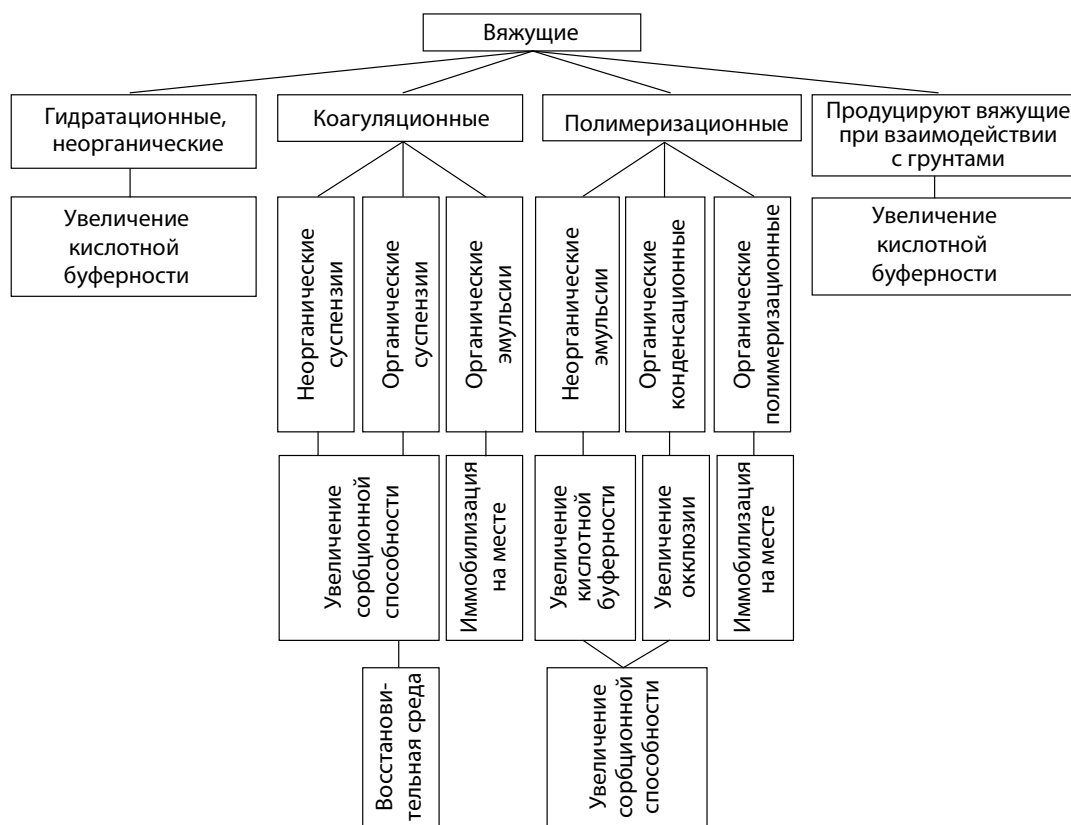 Вяжущие
Гидратационные,
неорганические
Коагуляционные
Полимеризационные
Продуцируют вяжущие
при взаимодействии
с грунтами
Увеличение
кислотной
буферности
Неорганические
суспензии
Органические
суспензии
Органические
эмульсии
Неорганические
эмульсии
Органические
конденсационные
Органические
полимеризационные
Увеличение
кислотной
буферности
Увеличение
сорбционной
способности
Иммобилизация
на месте
Увеличение
кислотной
буферности
Увеличение
окклюзии
Иммобилизация
на месте
Восстанови-
тельная среда
Увеличение
сорбционной
способности